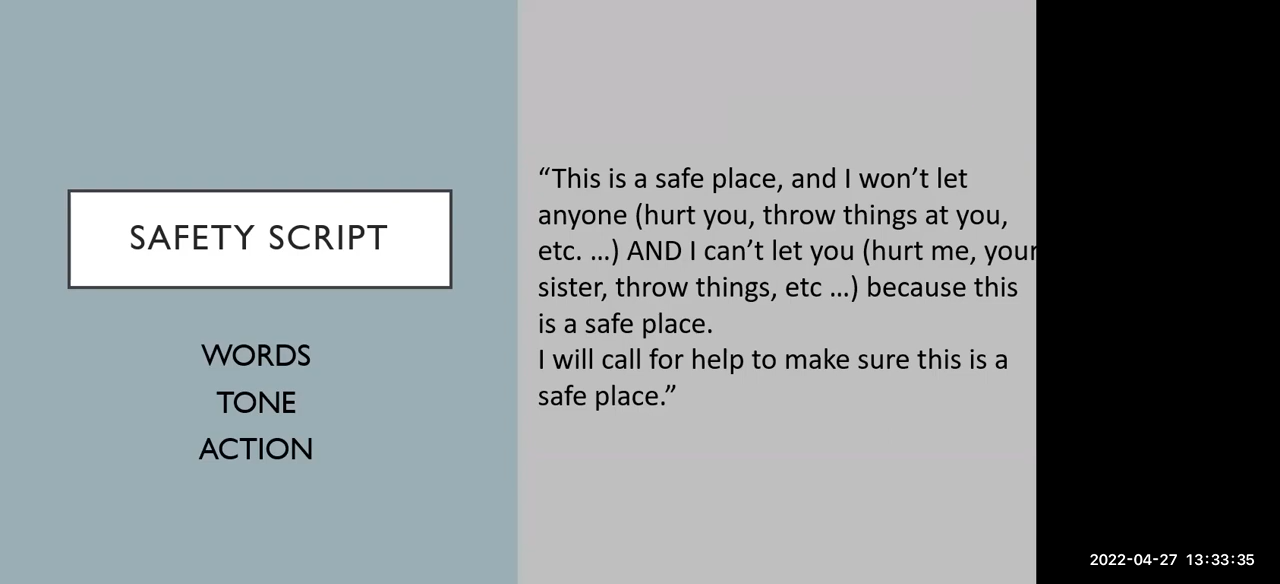 SAFETY SCRIPT
WORDS
TONE
ACTION
“This is a safe place, and I won’t let
anyone (hurt you, throw things at you,
etc. …) AND I can’t let you (hurt me, your
sister, throw things, etc …) because this
is a safe place.
I will call for help to make sure this is a
safe place.”
2022-04-27 13:33:35